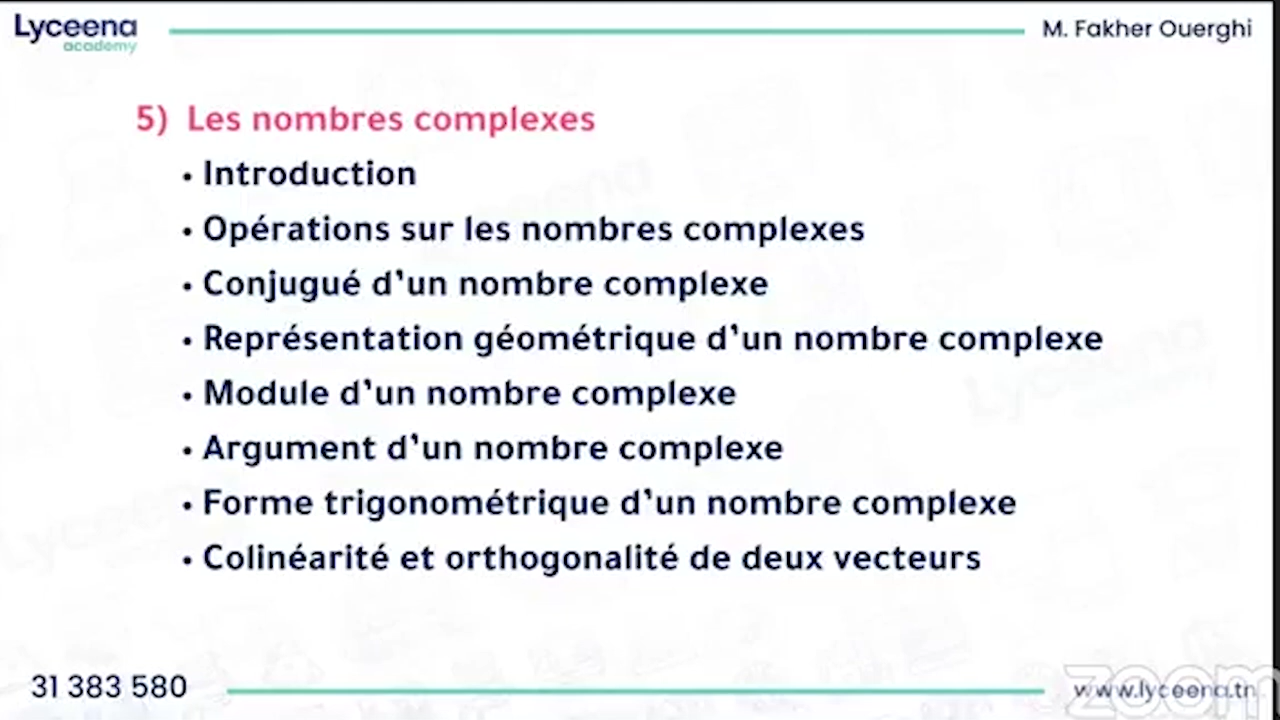 Lyceena
academy
M. Fakher Ouerghi
5) Les nombres complexes
• Introduction
• Opérations sur les nombres complexes
• Conjugué d'un nombre complexe
• Représentation géométrique d'un nombre complexe
• Module d'un nombre complexe
• Argument d'un nombre complexe
• Forme trigonométrique d'un nombre complexe
• Colinéarité et orthogonalité de deux vecteurs
31 383 580
www.lyceena.tn
zoom